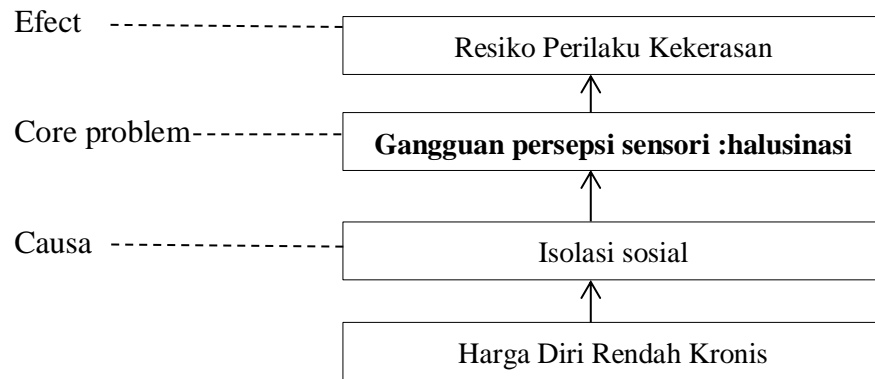 Efect
Resiko Perilaku Kekerasan
Core problem
Gangguan persepsi sensori :halusinasi
Causa
Isolasi sosial
Harga Diri Rendah Kronis